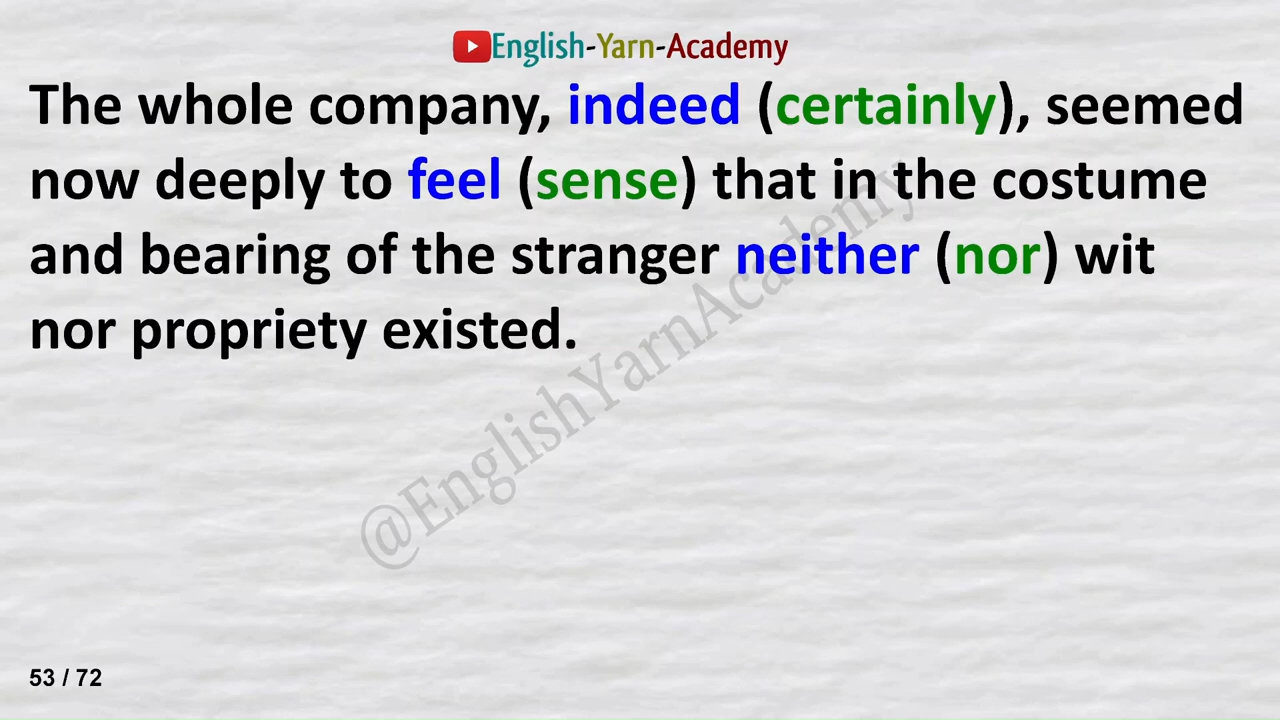 English-Yarn-Academy
The whole company, indeed (certainly), seemed
now deeply to feel (sense) that in the costume
and bearing of the stranger neither (nor) wit
nor propriety existed.
@EnglishYarnAcademy
53 / 72